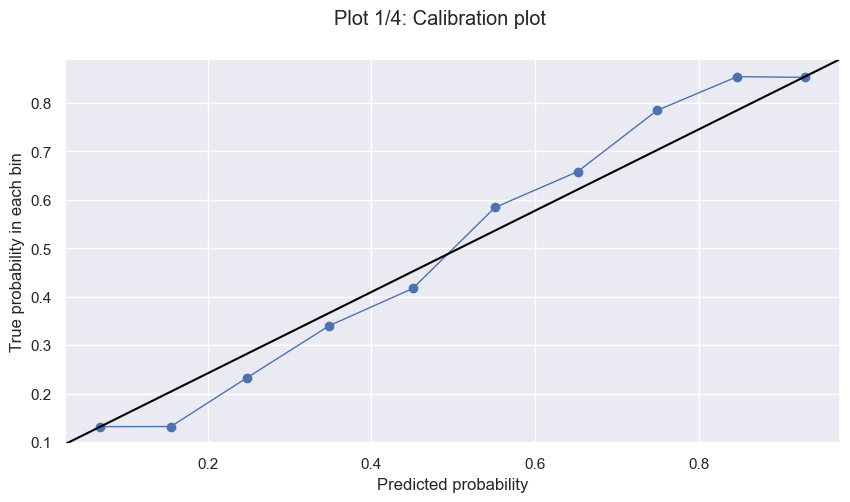 Plot 1/4: Calibration plot
True probability in each bin
0.8
0.7
0.6
0.5
0.4
0.3
0.2
0.1
0.2 0.4 0.6 0.8
Predicted probability